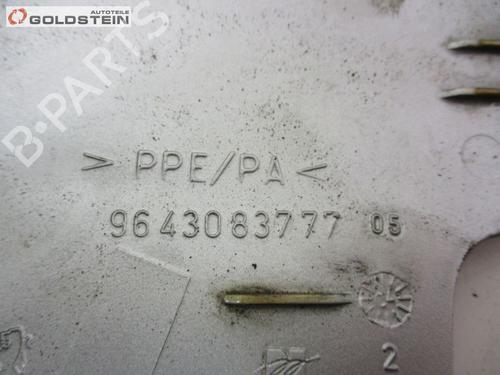 AUTOTEILE
GOLDSTEIN
B-PARTS
> PPE/PA <
9643083777 05
2